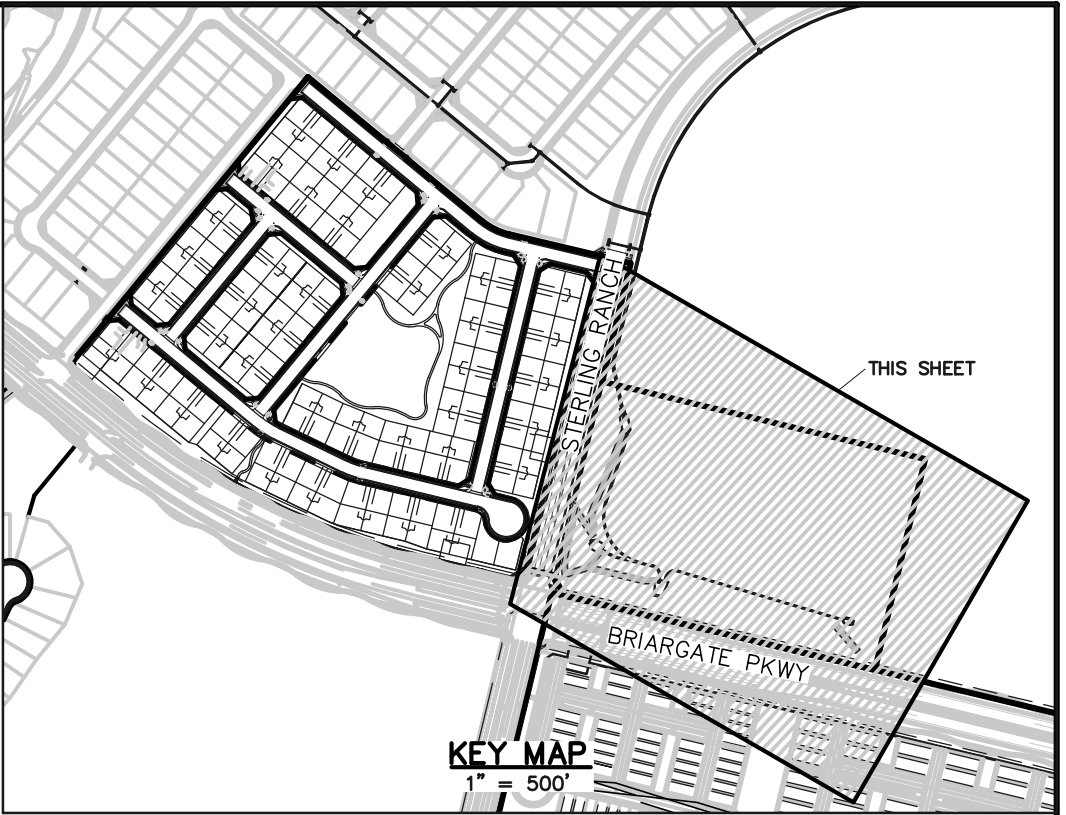 THIS SHEET
STERLING RANCH
BRIARGATE PKWY
KEY MAP
1" = 500'